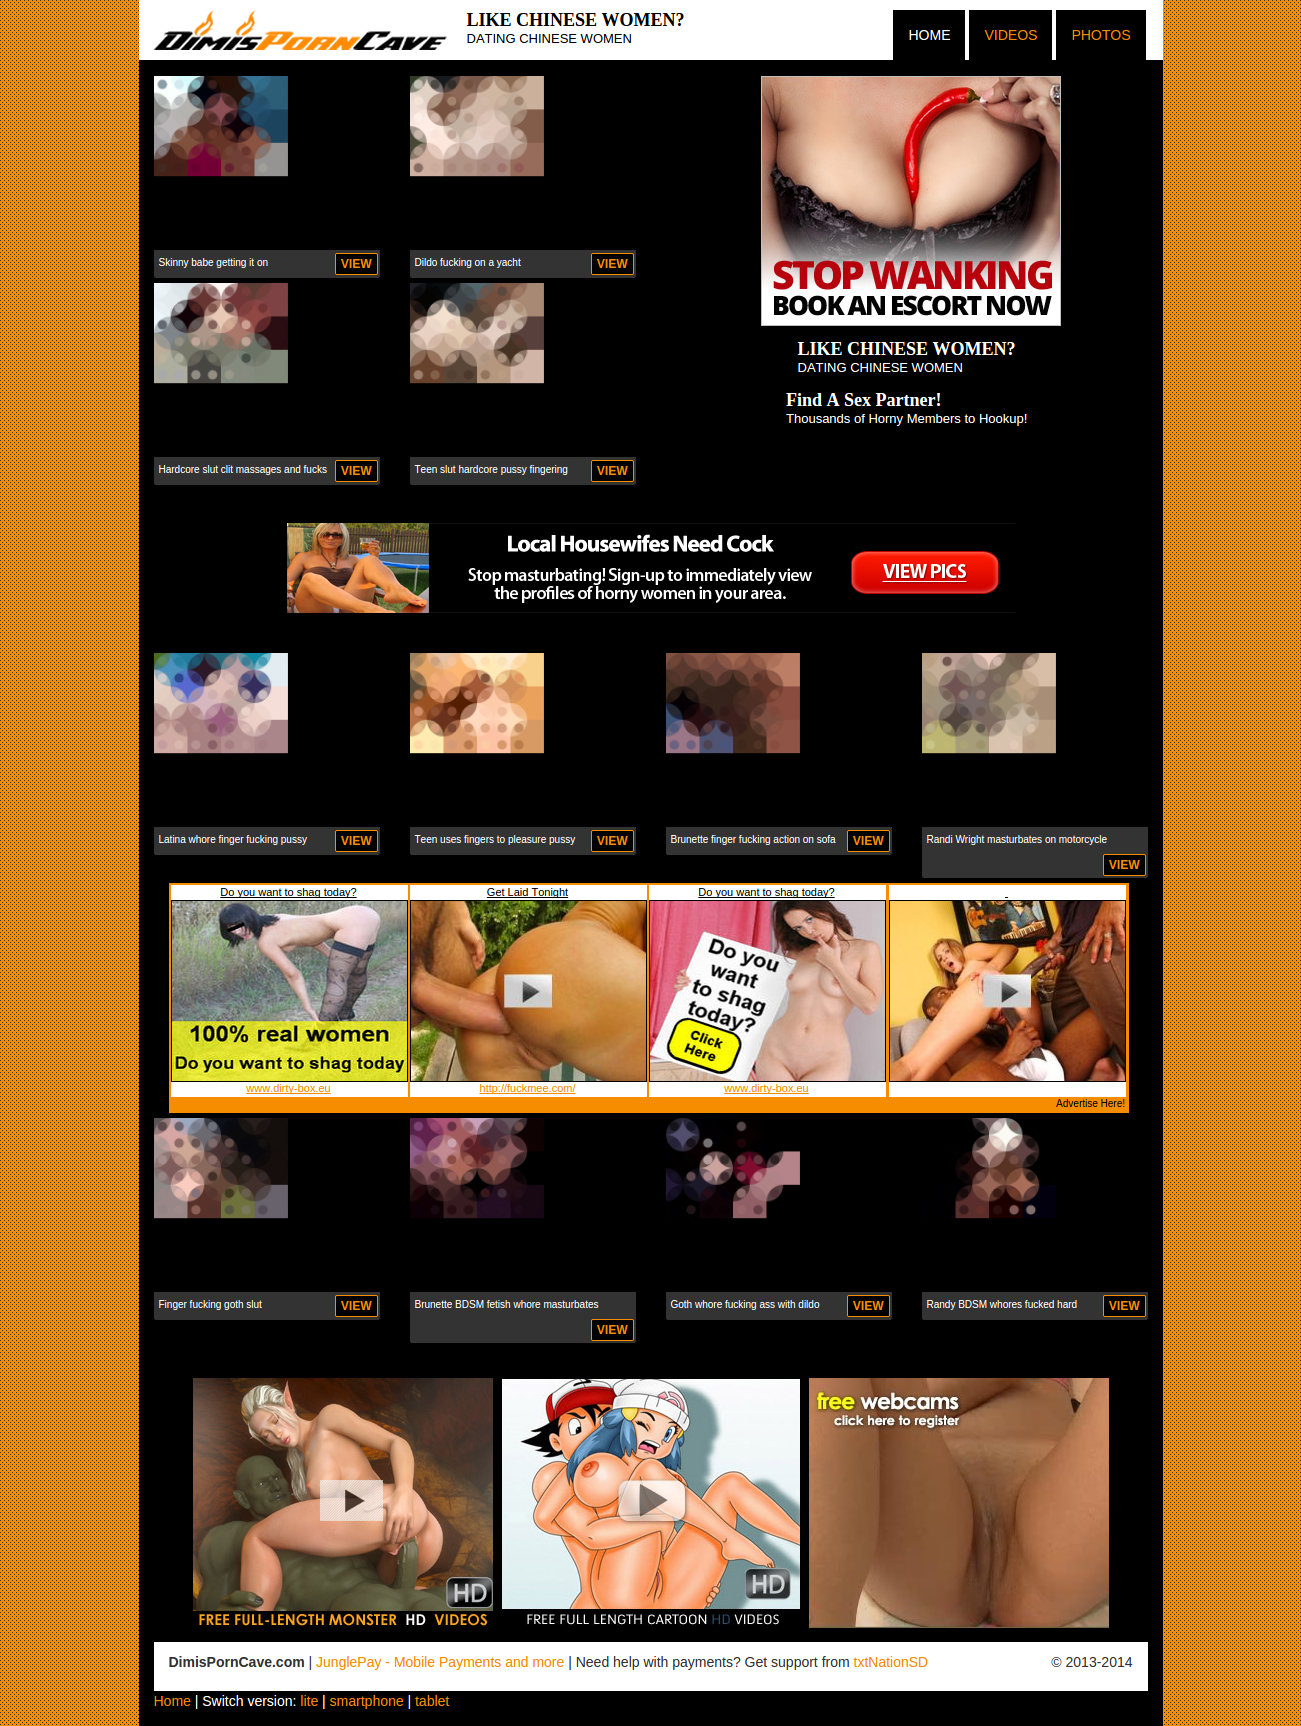 DimisPornCave
LIKE CHINESE WOMEN?
DATING CHINESE WOMEN
HOME
VIDEOS
PHOTOS
STOP WANKING
BOOK AN ESCORT NOW
Skinny babe getting it on
VIEW
Dildo fucking on a yacht
VIEW
LIKE CHINESE WOMEN?
DATING CHINESE WOMEN
Find A Sex Partner!
Thousands of Horny Members to Hookup!
Hardcore slut clit massages and fucks
VIEW
Teen slut hardcore pussy fingering
VIEW
Local Housewifes Need Cock
Stop masturbating! Sign-up to immediately view
the profiles of horny women in your area.
VIEW PICS
Latina whore finger fucking pussy
VIEW
Teen uses fingers to pleasure pussy
VIEW
Brunette finger fucking action on sofa
VIEW
Randi Wright masturbates on motorcycle
VIEW
Do you want to shag today?
100% real women
Do you want to shag today
www.dirty-box.eu
Get Laid Tonight
http://fuckmee.com/
Do you want to shag today?
Do you
want
to shag
today?
Click
Here
www.dirty-box.eu
Advertise Here!
Finger fucking goth slut
VIEW
Brunette BDSM fetish whore masturbates
VIEW
Goth whore fucking ass with dildo
VIEW
Randy BDSM whores fucked hard
VIEW
HD
FREE FULL-LENGTH MONSTER HD VIDEOS
HD
FREE FULL LENGTH CARTOON HD VIDEOS
free webcams
click here to register
DimisPornCave.com | JunglePay - Mobile Payments and more | Need help with payments? Get support from txtNationSD
© 2013-2014
Home | Switch version: lite | smartphone | tablet